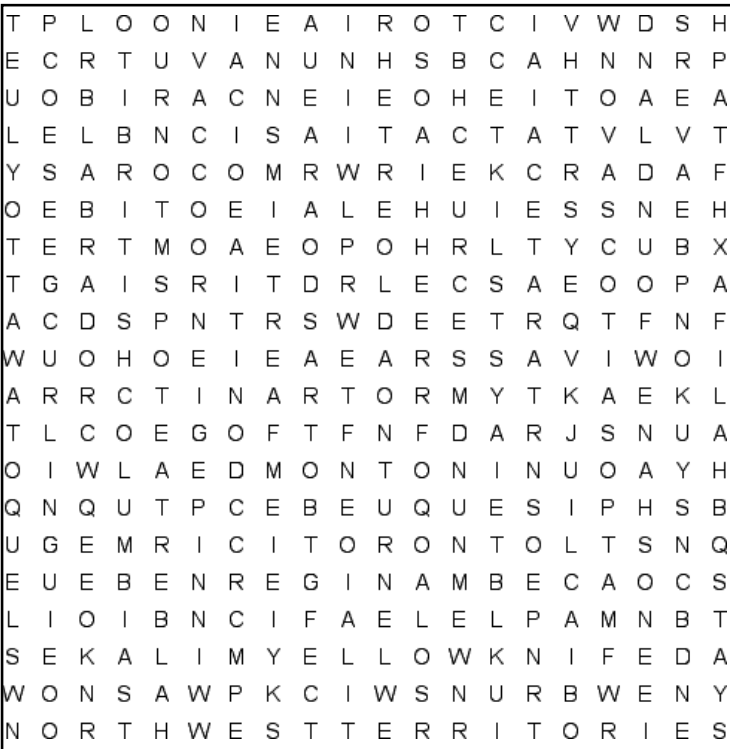 T P L O O N I E A I R O T C I V W D S H
E C R T U V A N U N H S B C A H N N R P
U O B I R A C N E I E O H E I T O A E A
L E L B N C I S A I T A C T A T V L V T
Y S A R O C O M R W R I E K C R A D A F
O E B I T O E I A L E H U I E S S N E H
T E R T M O A E O P O H R L T Y C U B X
T G A I S R I T D R L E C S A E O O P A
A C D S P N T R S W D E E T R Q T F N F
W U O H O E I E A E A R S S A V I W O I
A R R C T I N A R T O R M Y T K A E K L
T L C O E G O F T F N F D A R J S N U A
O I W L A E D M O N T O N I N U O A Y H
Q N Q U T P C E B E U Q U E S I P H S B
U G E M R I C I T O R O N T O L T S N Q
E U E B E N R E G I N A M B E C A O C S
L I O I B N C I F A E L E L P A M N B T
S E K A L I M Y E L L O W K N I F E D A
W O N S A W P K C I W S N U R B W E N Y
N O R T H W E S T T E R R I T O R I E S